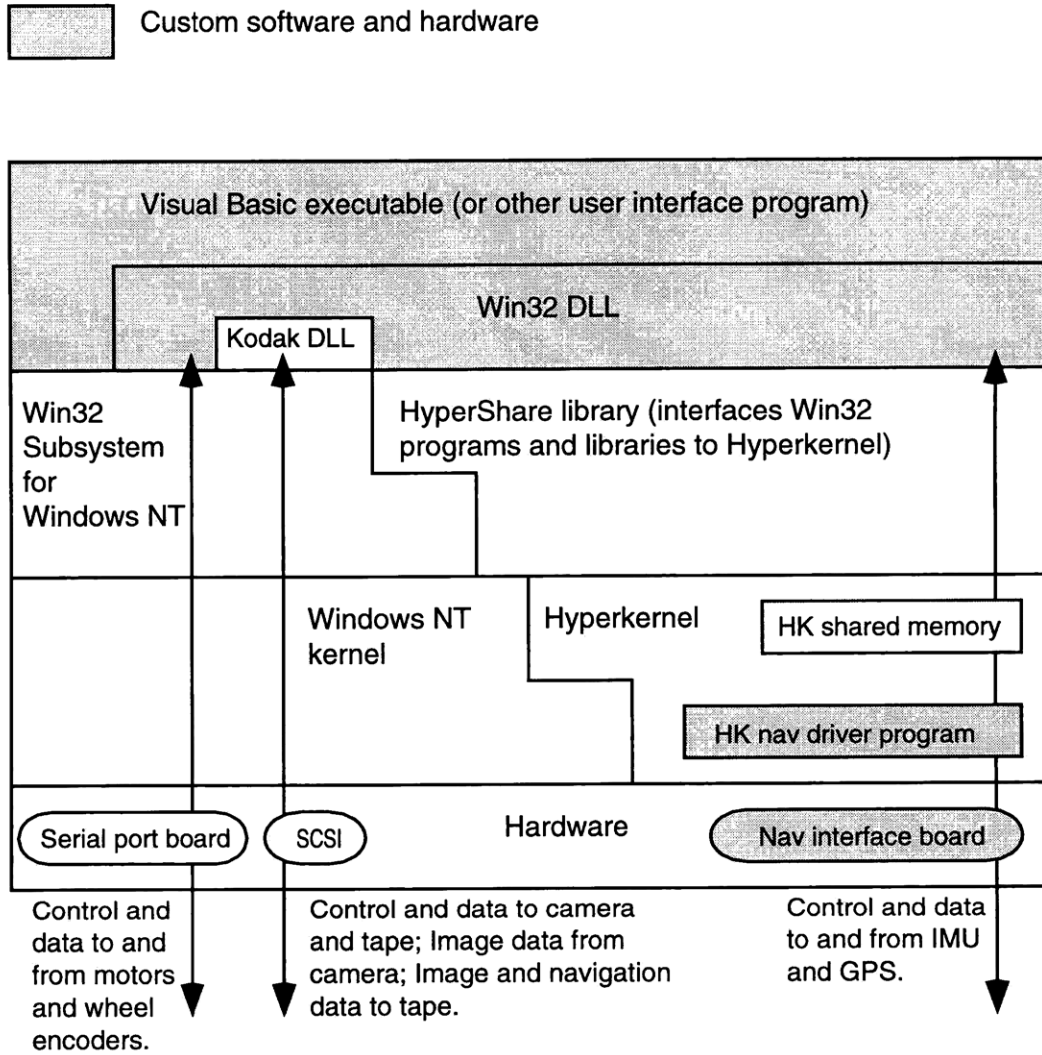 Custom software and hardware
Visual Basic executable (or other user interface program)
Win32 DLL
Kodak DLL
Win32
Subsystem
for
Windows NT
HyperShare library (interfaces Win32
programs and libraries to Hyperkernel)
Windows NT
kernel
Hyperkernel
HK shared memory
HK nav driver program
Serial port board
SCSI
Hardware
Nav interface board
Control and
data to and
from motors
and wheel
encoders.
Control and data to camera
and tape; Image data from
camera; Image and navigation
data to tape.
Control and data
to and from IMU
and GPS.